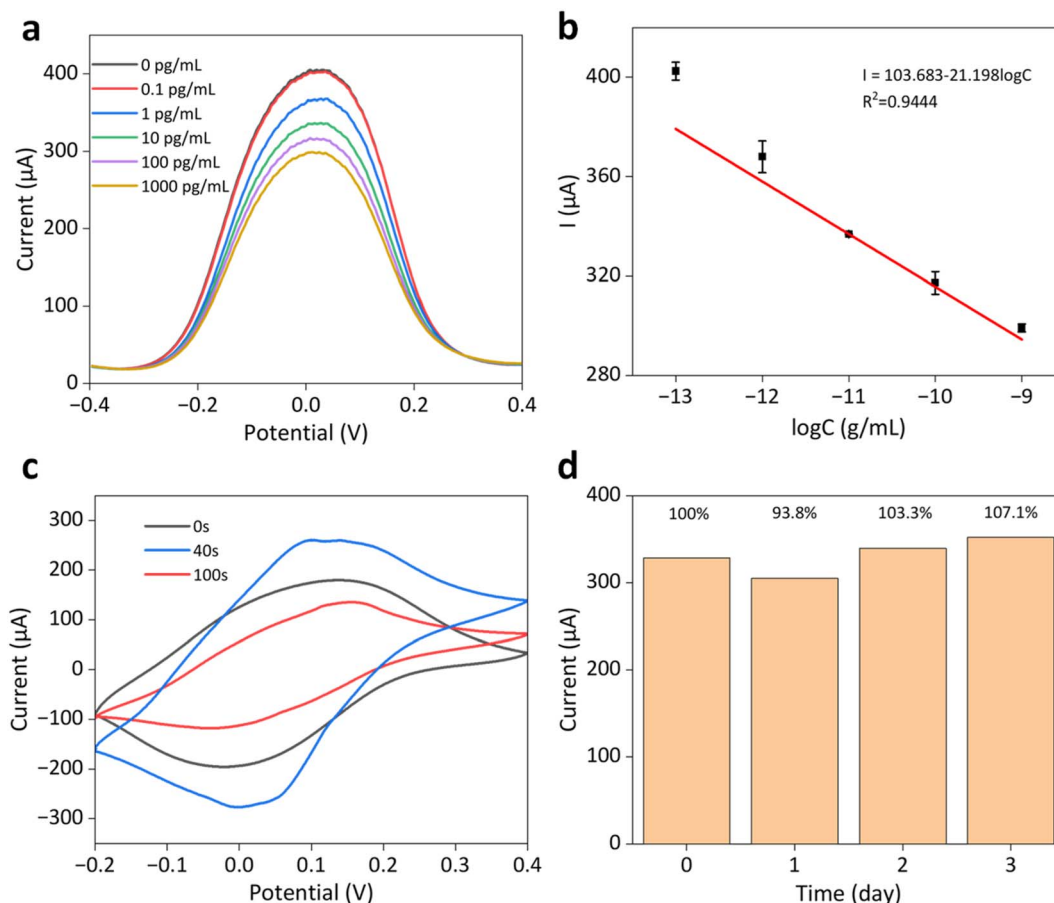 a
0 pg/mL
0.1 pg/mL
1 pg/mL
10 pg/mL
100 pg/mL
1000 pg/mL
Current (μA)
400
300
200
100
0
−0.4
−0.2
0.0
0.2
0.4
Potential (V)
b
I = 103.683-21.198logC
R²=0.9444
I (μA)
400
360
320
280
−13
−12
−11
−10
−9
logC (g/mL)
c
0s
40s
100s
Current (μA)
300
200
100
0
−100
−200
−300
−0.2
0.0
0.1
0.2
0.3
0.4
Potential (V)
d
100%
93.8%
103.3%
107.1%
Current (μA)
400
300
200
100
0
0
1
2
3
Time (day)